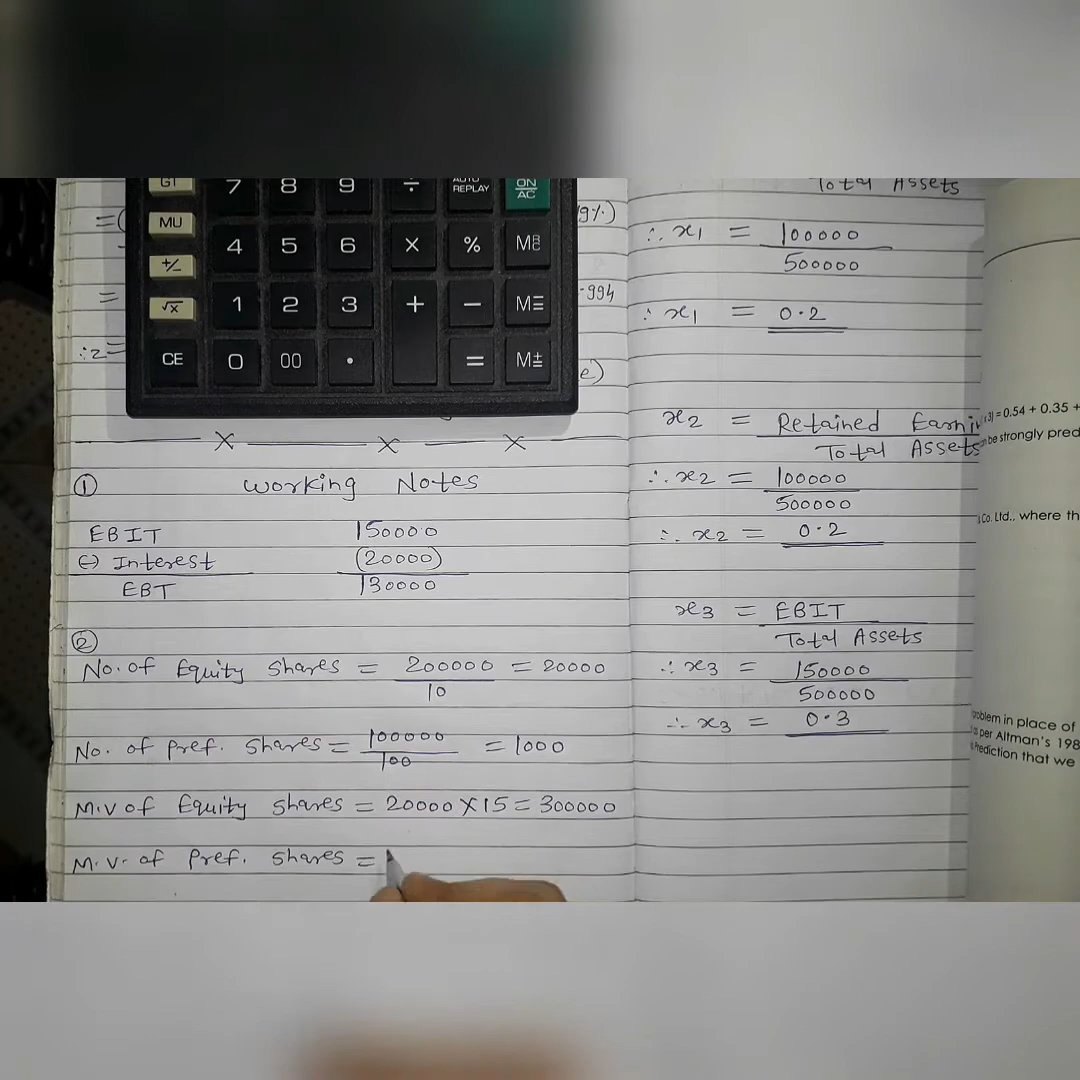 GT 7 8 9 ÷ AUTO REPLAY ON AC
MU 4 5 6 × % M
+/− 1 2 3 + − M
√x
CE 0 00 • = M±
=(
9%)
=
-994
∴z=
e)
x x x
① Working Notes
EBIT 150000
(-) Interest (20000)
EBT 130000
②
No. of Equity Shares = 200000 / 10 = 20000
No. of Pref. Shares = 100000 / 100 = 1000
M.V of Equity Shares = 20000 X 15 = 300000
M.V. of Pref. Shares =
Total Assets
∴ x1 = 100000
500000
∴ x1 = 0.2
x2 = Retained Earni
Total Assets
∴ x2 = 100000
500000
∴ x2 = 0.2
x3 = EBIT
Total Assets
∴ x3 = 150000
500000
∴ x3 = 0.3
3) = 0.54 + 0.35 +
be strongly pred
Co. Ltd., where th
problem in place of
per Altman's 198
Prediction that we